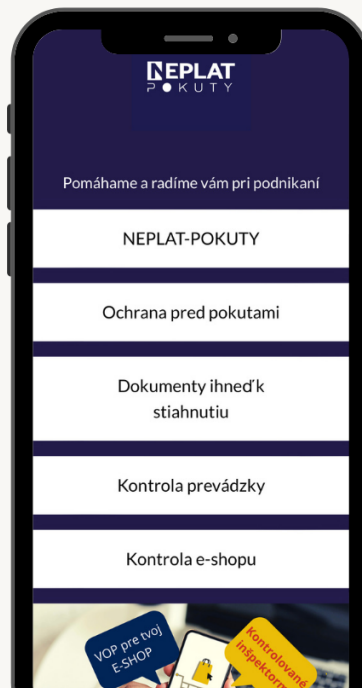 NEPLAT
POKUTY
Pomáhame a radíme vám pri podnikaní
NEPLAT-POKUTY
Ochrana pred pokutami
Dokumenty ihneď k
stiahnutiu
Kontrola prevádzky
Kontrola e-shopu
VOP pre tvoj
E-SHOP
Kontrolované
inšpektorm